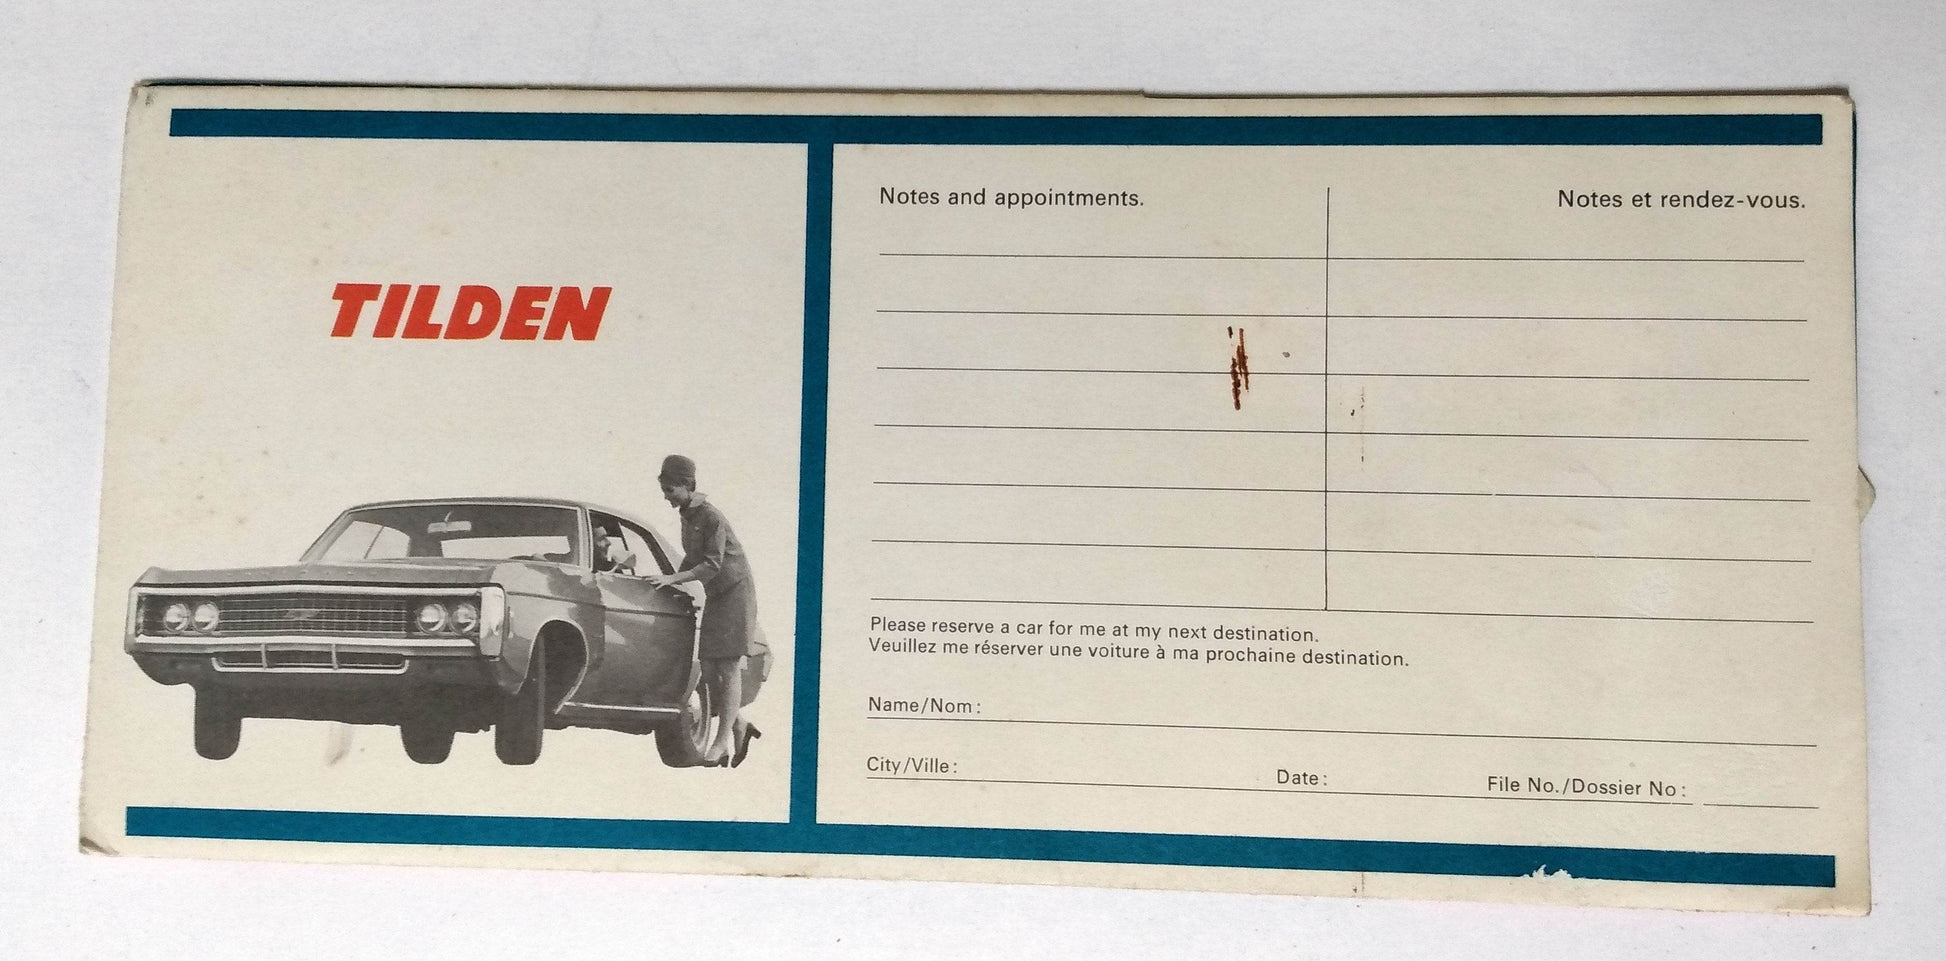 TILDEN
Notes and appointments.
Notes et rendez-vous.
Please reserve a car for me at my next destination.
Veuillez me réserver une voiture à ma prochaine destination.
Name/Nom:
City/Ville:
Date:
File No./Dossier No: